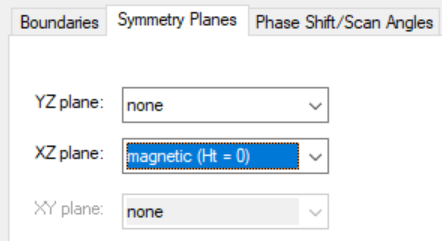 Boundaries Symmetry Planes Phase Shift/Scan Angles
YZ plane: none
XZ plane: magnetic (Ht = 0)
XY plane: none